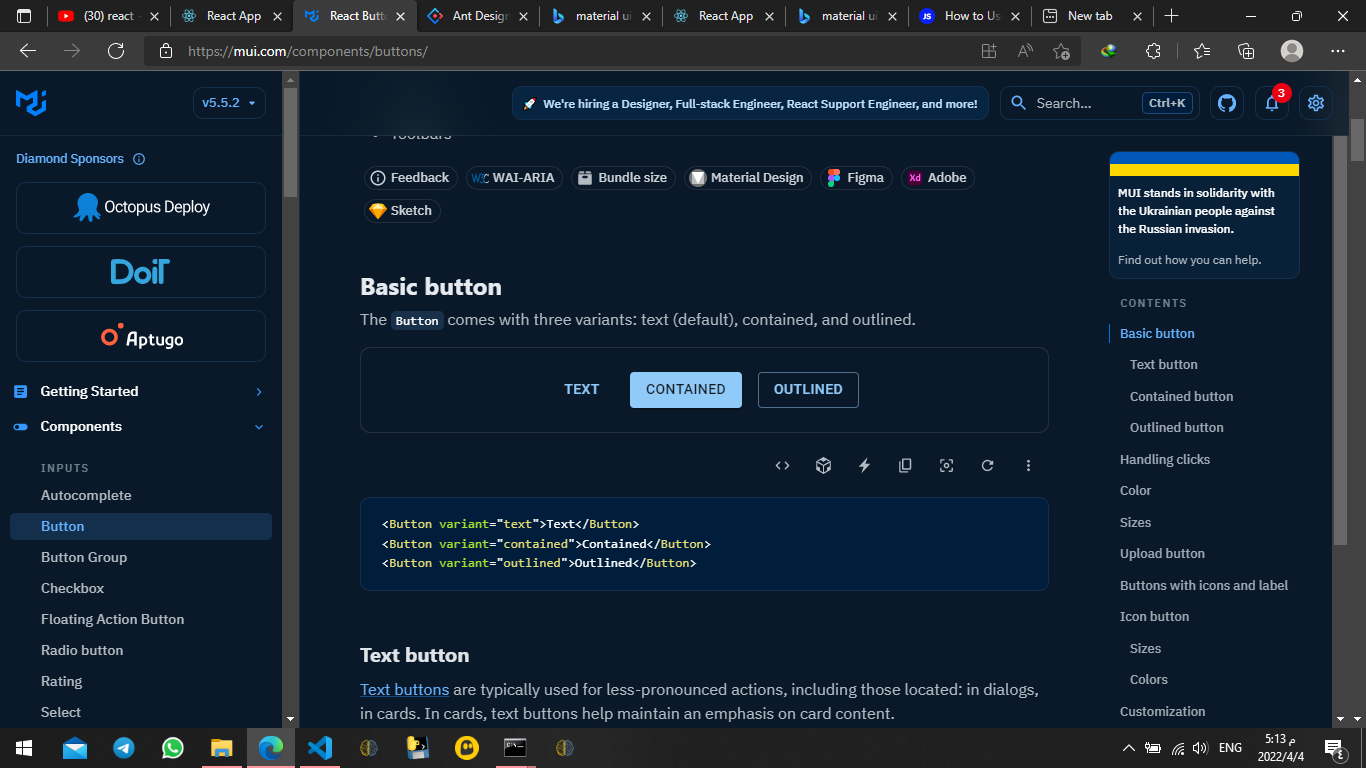 (30) react -
React App
React Butt
Ant Design
material ui
React App
material ui
How to Us
New tab
https://mui.com/components/buttons/
v5.5.2
We're hiring a Designer, Full-stack Engineer, React Support Engineer, and more!
Search...
Ctrl+K
3
Diamond Sponsors
Octopus Deploy
DoiT
Aptugo
Getting Started
Components
INPUTS
Autocomplete
Button
Button Group
Checkbox
Floating Action Button
Radio button
Rating
Select
Toolbars
Feedback
WAI-ARIA
Bundle size
Material Design
Figma
Xd Adobe
Sketch
Basic button
The Button comes with three variants: text (default), contained, and outlined.
TEXT
CONTAINED
OUTLINED
<Button variant="text">Text</Button>
<Button variant="contained">Contained</Button>
<Button variant="outlined">Outlined</Button>
Text button
Text buttons are typically used for less-pronounced actions, including those located: in dialogs,
in cards. In cards, text buttons help maintain an emphasis on card content.
MUI stands in solidarity with
the Ukrainian people against
the Russian invasion.
Find out how you can help.
CONTENTS
Basic button
Text button
Contained button
Outlined button
Handling clicks
Color
Sizes
Upload button
Buttons with icons and label
Icon button
Sizes
Colors
Customization
ENG
5:13 م
2022/4/4
٤